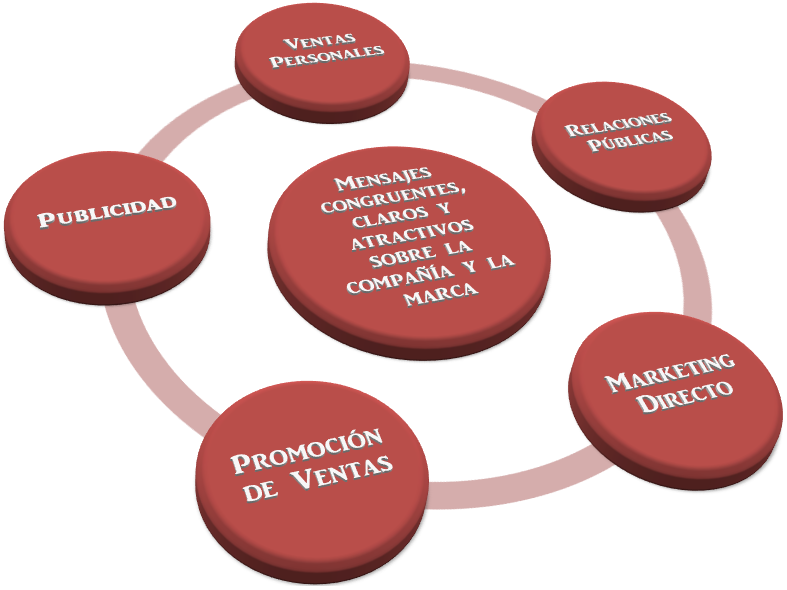 Ventas
Personales
Relaciones
Públicas
Mensajes
congruentes,
claros y
atractivos
sobre la
compañía y la
marca
Publicidad
Marketing
Directo
Promoción
de Ventas